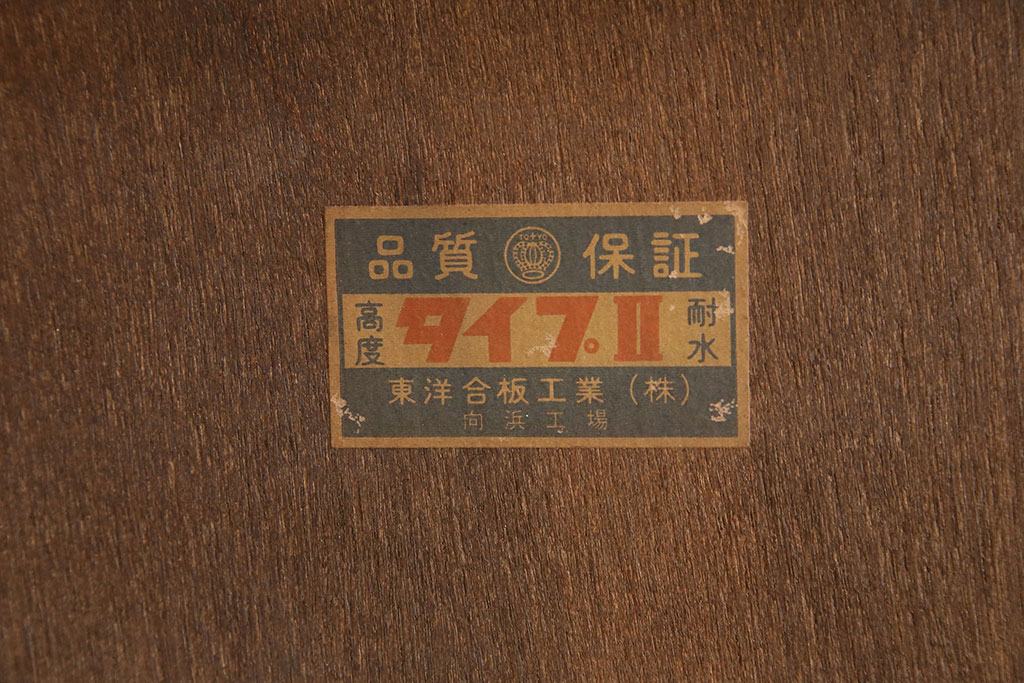 品質 TOYO 保証
高度 タイプII 耐水
東洋合板工業(株)
向浜工場